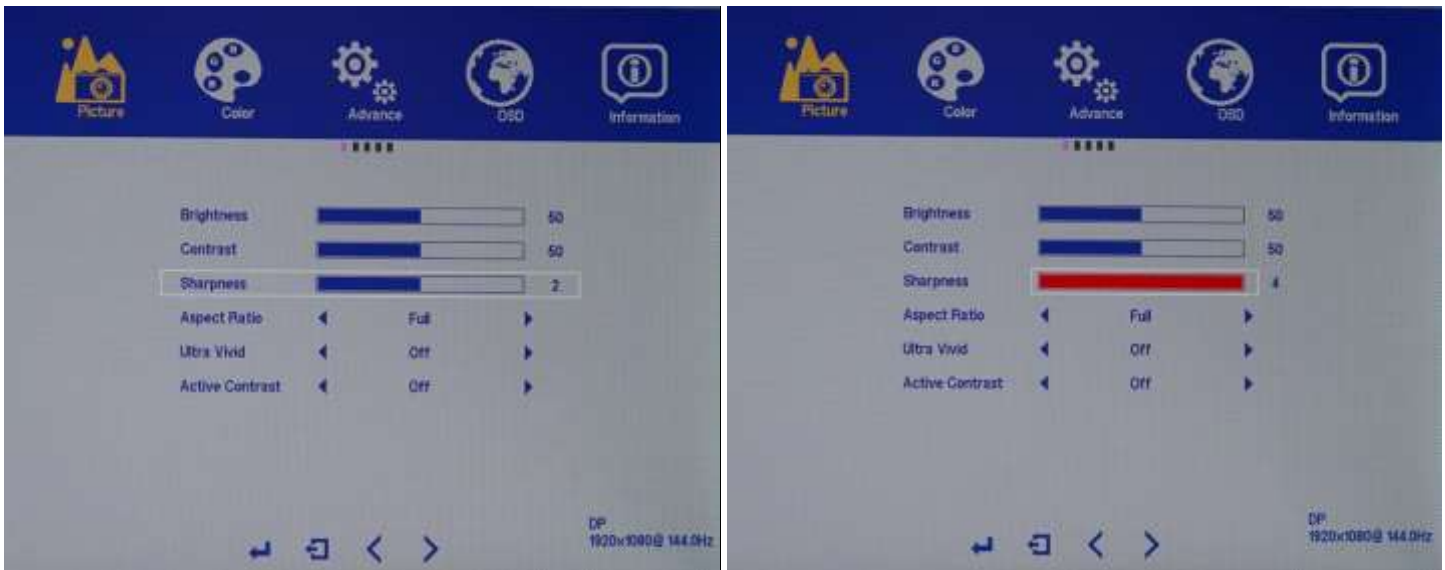 Picture Color Advance OSD Information
Brightness 50
Contrast 50
Sharpness 2
Aspect Ratio Full
Ultra Vivid Off
Active Contrast Off
DP
1920x1080@ 144.0Hz
Picture Color Advance OSD Information
Brightness 50
Contrast 50
Sharpness 4
Aspect Ratio Full
Ultra Vivid Off
Active Contrast Off
DP
1920x1080@ 144.0Hz